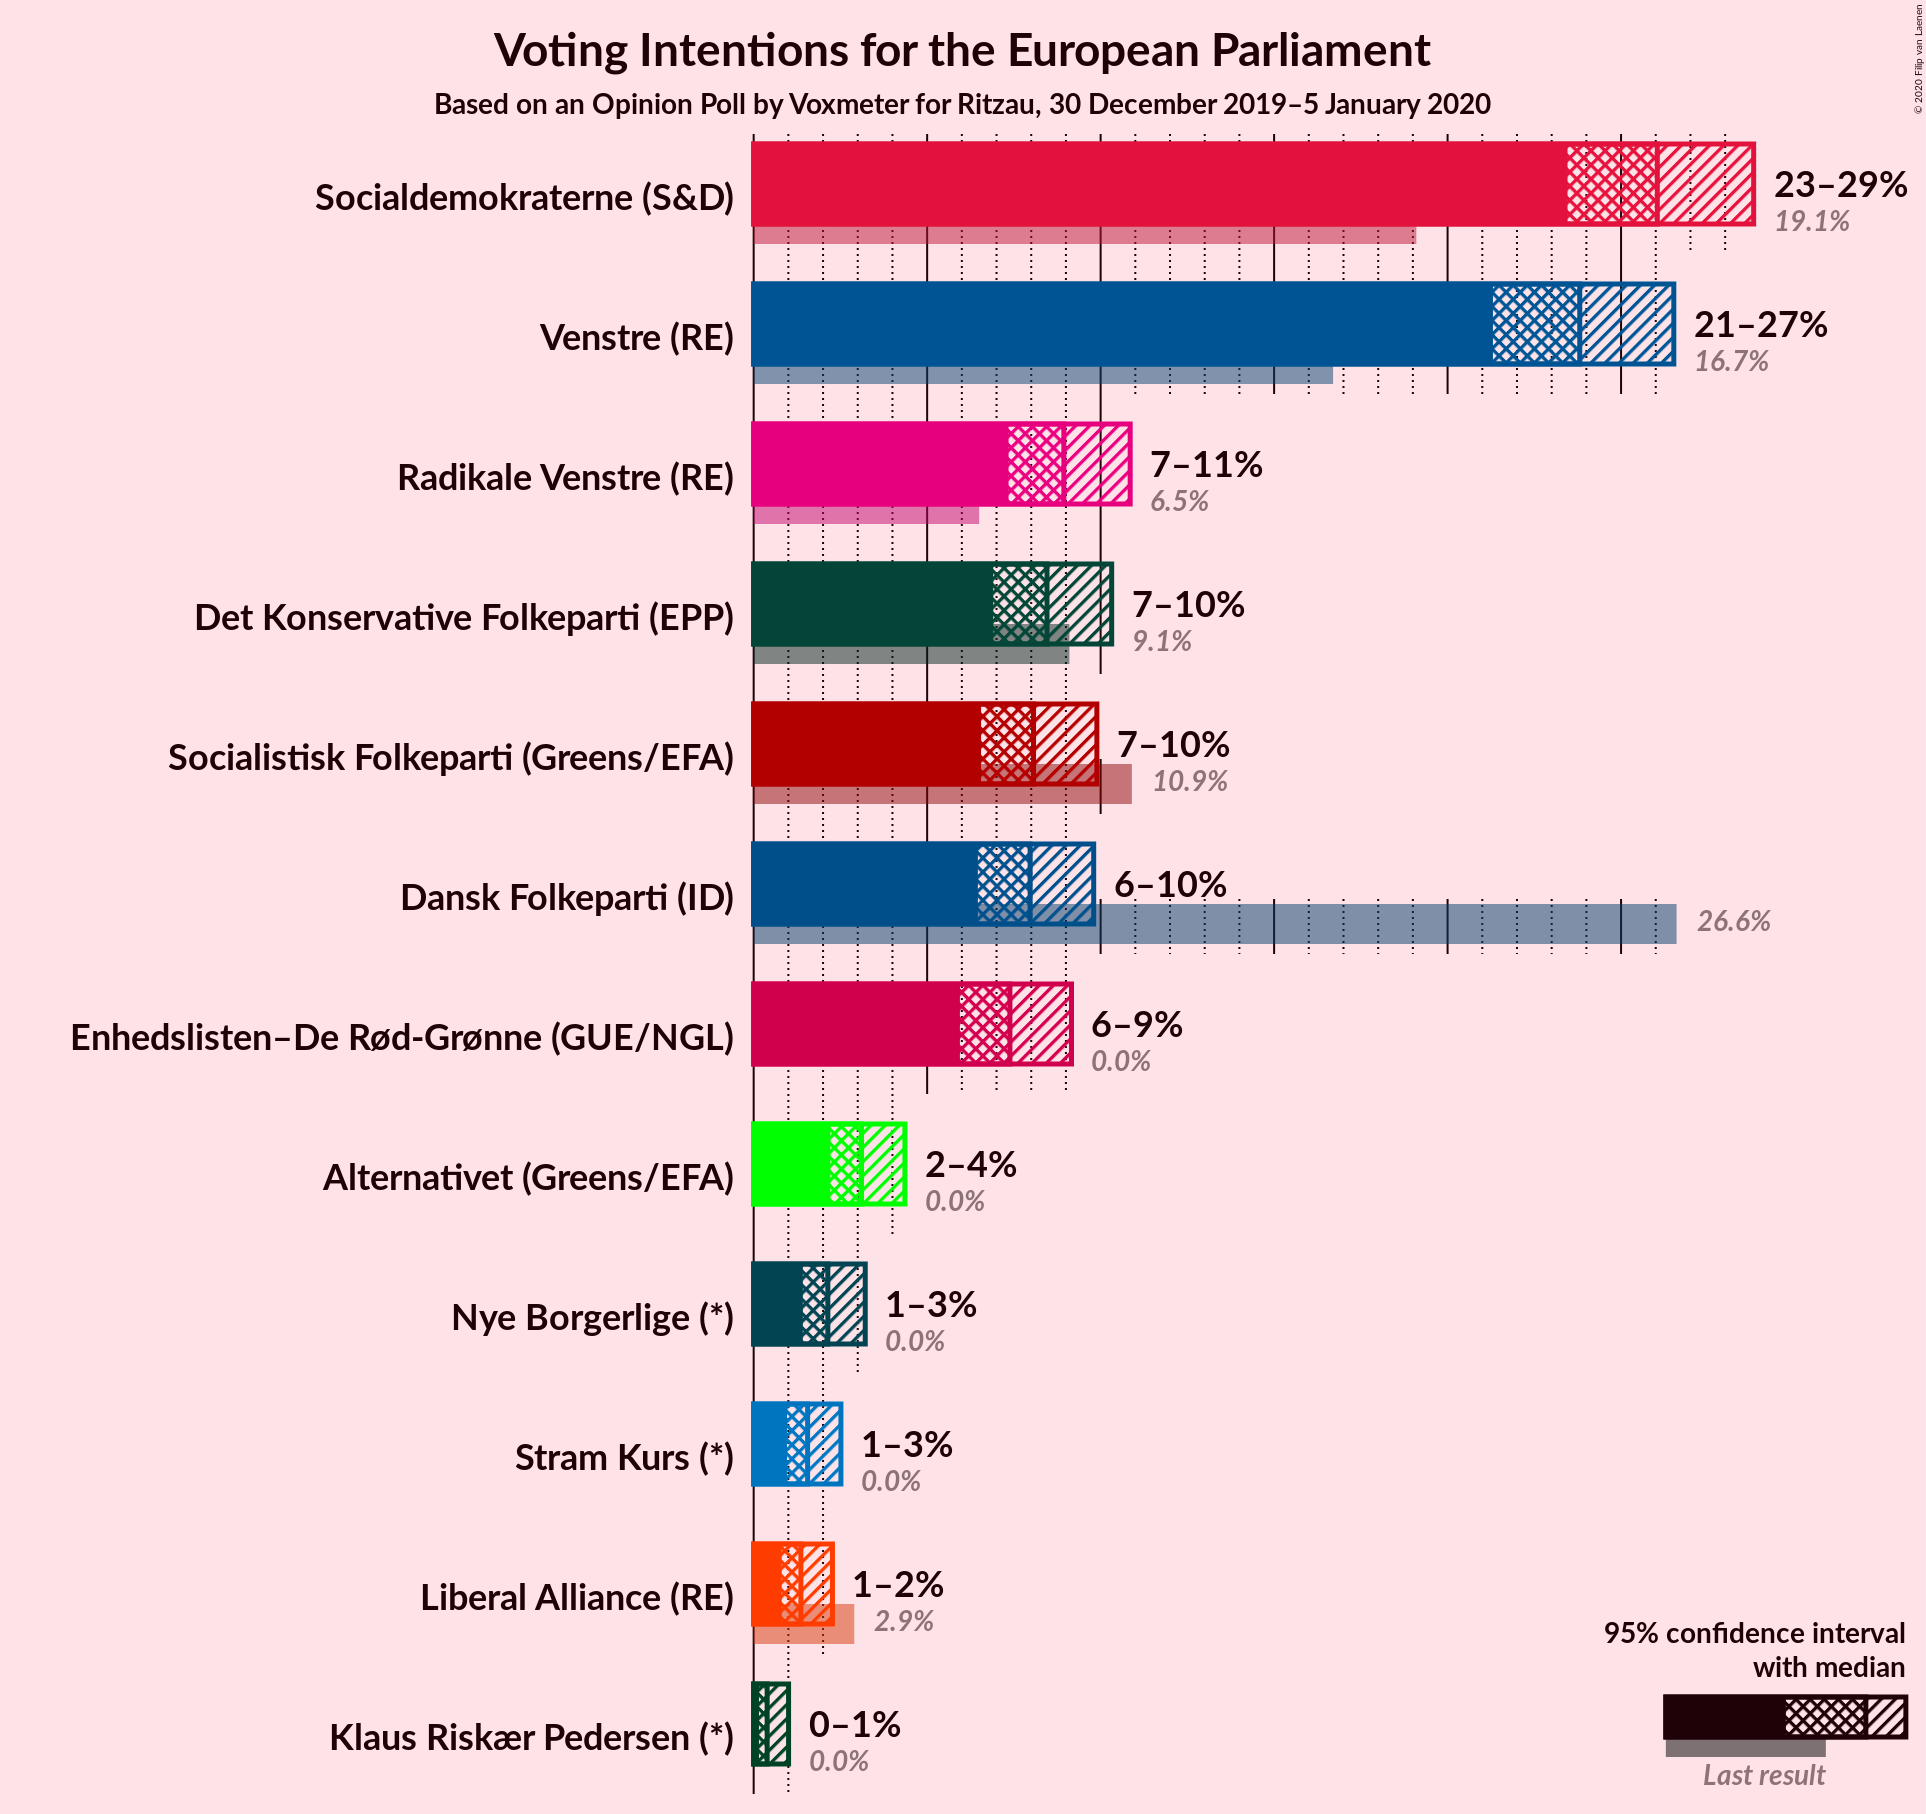 Voting Intentions for the European Parliament
Based on an Opinion Poll by Voxmeter for Ritzau, 30 December 2019–5 January 2020
© 2020 Filip van Laenen
Socialdemokraterne (S&D)
23–29%
19.1%
Venstre (RE)
21–27%
16.7%
Radikale Venstre (RE)
7–11%
6.5%
Det Konservative Folkeparti (EPP)
7–10%
9.1%
Socialistisk Folkeparti (Greens/EFA)
7–10%
10.9%
Dansk Folkeparti (ID)
6–10%
26.6%
Enhedslisten–De Rød-Grønne (GUE/NGL)
6–9%
0.0%
Alternativet (Greens/EFA)
2–4%
0.0%
Nye Borgerlige (*)
1–3%
0.0%
Stram Kurs (*)
1–3%
0.0%
Liberal Alliance (RE)
1–2%
2.9%
Klaus Riskær Pedersen (*)
0–1%
0.0%
95% confidence interval
with median
Last result